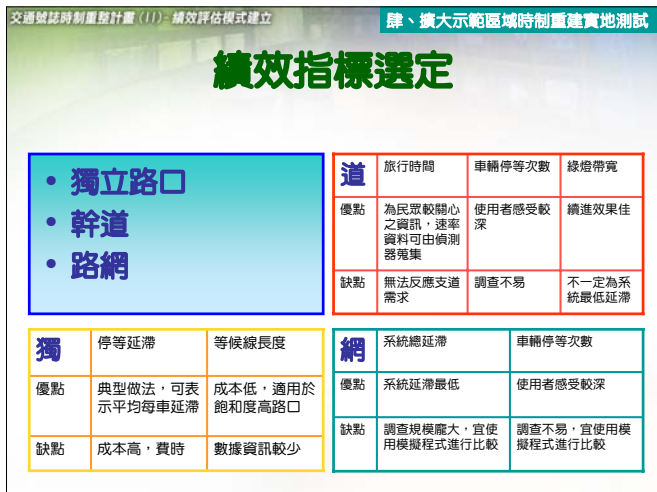 交通號誌時制重整計畫(II)-績效評估模式建立
肆、擴大示範區域時制重建實地測試
績效指標選定
• 獨立路口
• 幹道
• 路網
道 旅行時間 車輛停等次數 綠燈帶寬
優點 為民眾較關心 使用者感受較 續進效果佳
之資訊，速率 深
資料可由偵測
器蒐集
缺點 無法反應支道 調查不易 不一定為系
需求 統最低延滯
獨 停等延滯 等候線長度
優點 典型做法，可表 成本低，適用於
示平均每車延滯 飽和度高路口
缺點 成本高，費時 數據資訊較少
網 系統總延滯 車輛停等次數
優點 系統延滯最低 使用者感受較深
缺點 調查規模龐大，宜使 調查不易，宜使用模
用模擬程式進行比較 擬程式進行比較